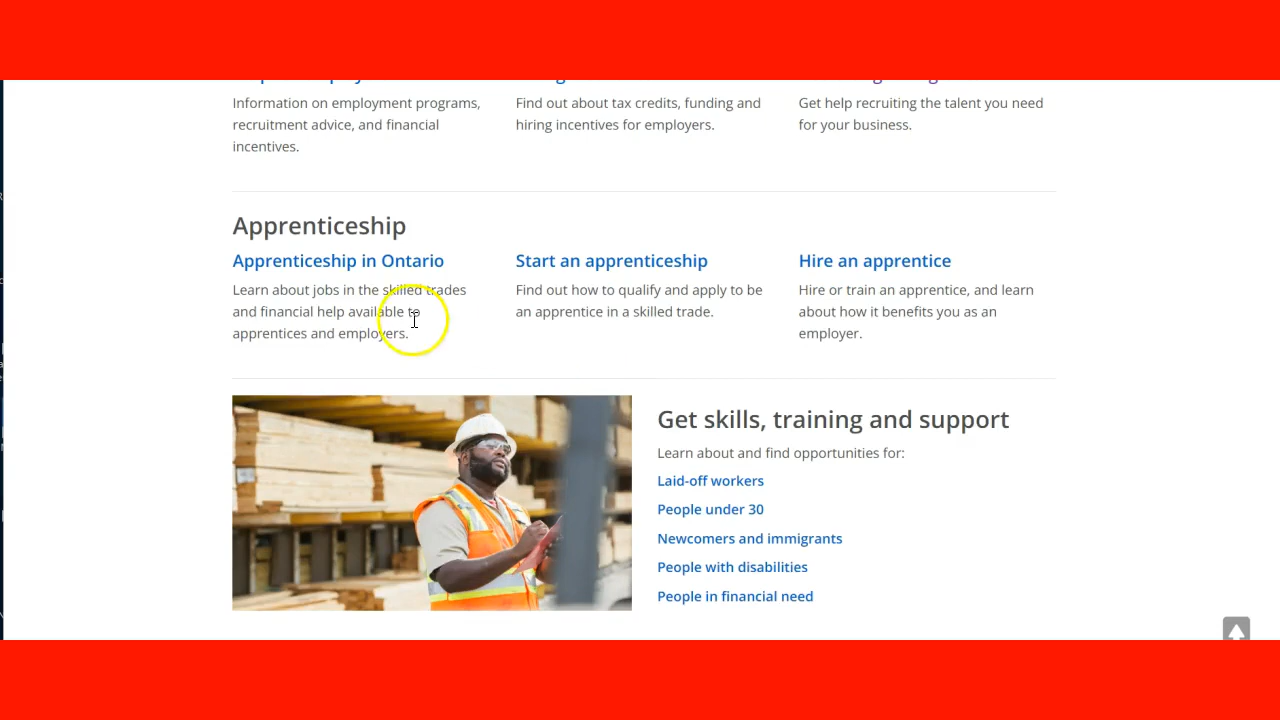 Information on employment programs,
recruitment advice, and financial
incentives.
Find out about tax credits, funding and
hiring incentives for employers.
Get help recruiting the talent you need
for your business.
Apprenticeship
Apprenticeship in Ontario
Learn about jobs in the skilled trades
and financial help available to
apprentices and employers.
Start an apprenticeship
Find out how to qualify and apply to be
an apprentice in a skilled trade.
Hire an apprentice
Hire or train an apprentice, and learn
about how it benefits you as an
employer.
Get skills, training and support
Learn about and find opportunities for:
Laid-off workers
People under 30
Newcomers and immigrants
People with disabilities
People in financial need